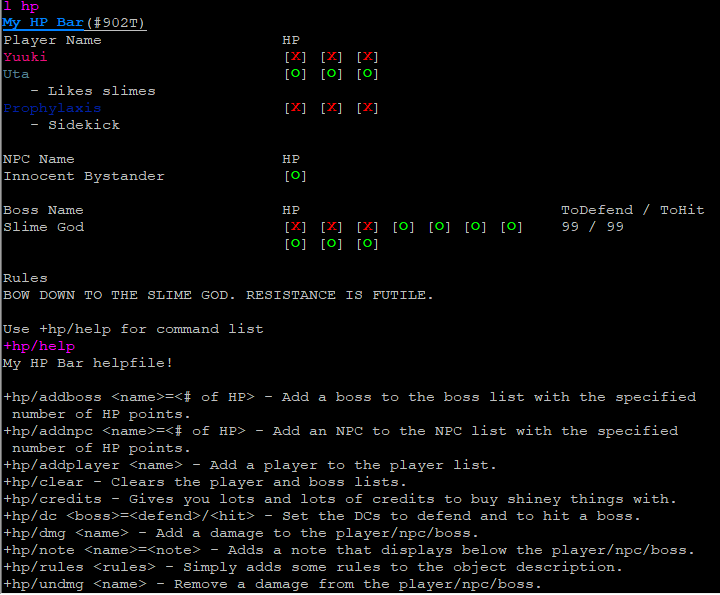 l hp
My HP Bar(#902T)
Player Name HP
Yuuki [X] [X] [X]
Uta [O] [O] [O]
- Likes slimes
Prophylaxis [X] [X] [X]
- Sidekick
NPC Name HP
Innocent Bystander [O]
Boss Name HP ToDefend / ToHit
Slime God [X] [X] [X] [O] [O] [O] [O] 99 / 99
[O] [O] [O]
Rules
BOW DOWN TO THE SLIME GOD. RESISTANCE IS FUTILE.
Use +hp/help for command list
+hp/help
My HP Bar helpfile!
+hp/addboss <name>=<# of HP> - Add a boss to the boss list with the specified
number of HP points.
+hp/addnpc <name>=<# of HP> - Add an NPC to the NPC list with the specified
number of HP points.
+hp/addplayer <name> - Add a player to the player list.
+hp/clear - Clears the player and boss lists.
+hp/credits - Gives you lots and lots of credits to buy shiney things with.
+hp/dc <boss>=<defend>/<hit> - Set the DCs to defend and to hit a boss.
+hp/dmg <name> - Add a damage to the player/npc/boss.
+hp/note <name>=<note> - Adds a note that displays below the player/npc/boss.
+hp/rules <rules> - Simply adds some rules to the object description.
+hp/undmg <name> - Remove a damage from the player/npc/boss.